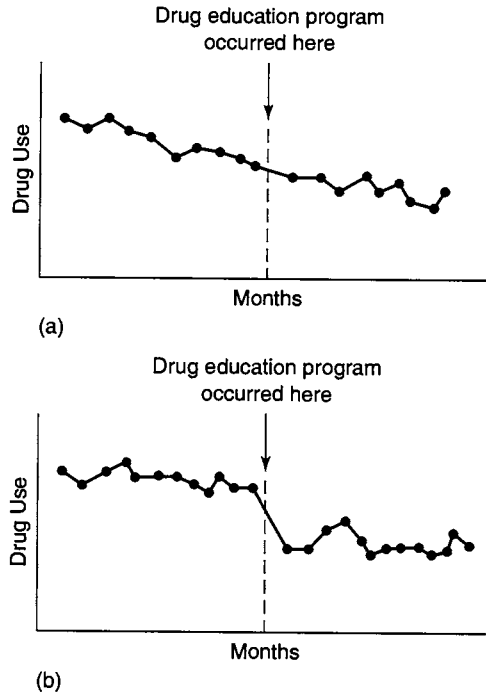 Drug education program
occurred here
Drug Use
Months
(a)
Drug education program
occurred here
Drug Use
Months
(b)